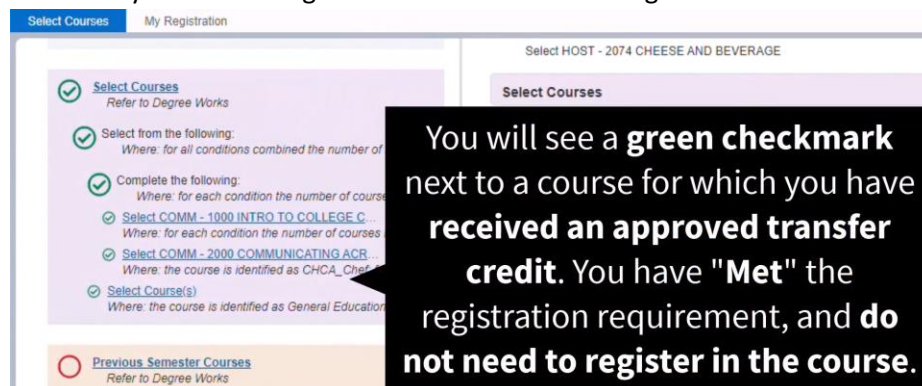 Select Courses My Registration
Select HOST - 2074 CHEESE AND BEVERAGE
Select Courses
Select Courses
Refer to Degree Works
Select from the following:
Where: for all conditions combined the number of
Complete the following:
Where: for each condition the number of course
Select COMM - 1000 INTRO TO COLLEGE C...
Where: for each condition the number of courses
Select COMM - 2000 COMMUNICATING ACR...
Where: the course is identified as CHCA_Chef-
Select Course(s)
Where: the course is identified as General Education
Previous Semester Courses
Refer to Degree Works
You will see a green checkmark
next to a course for which you have
received an approved transfer
credit. You have "Met" the
registration requirement, and do
not need to register in the course.